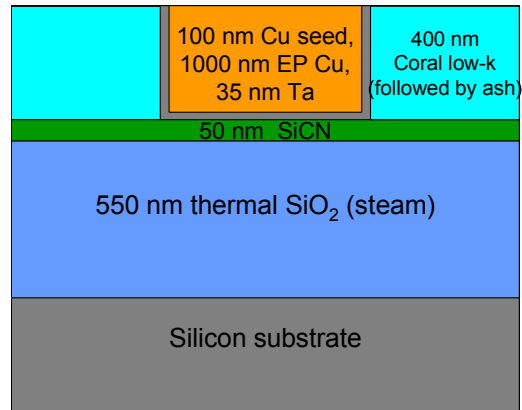 100 nm Cu seed,
1000 nm EP Cu,
35 nm Ta
400 nm
Coral low-k
(followed by ash)
50 nm SiCN
550 nm thermal SiO₂ (steam)
Silicon substrate